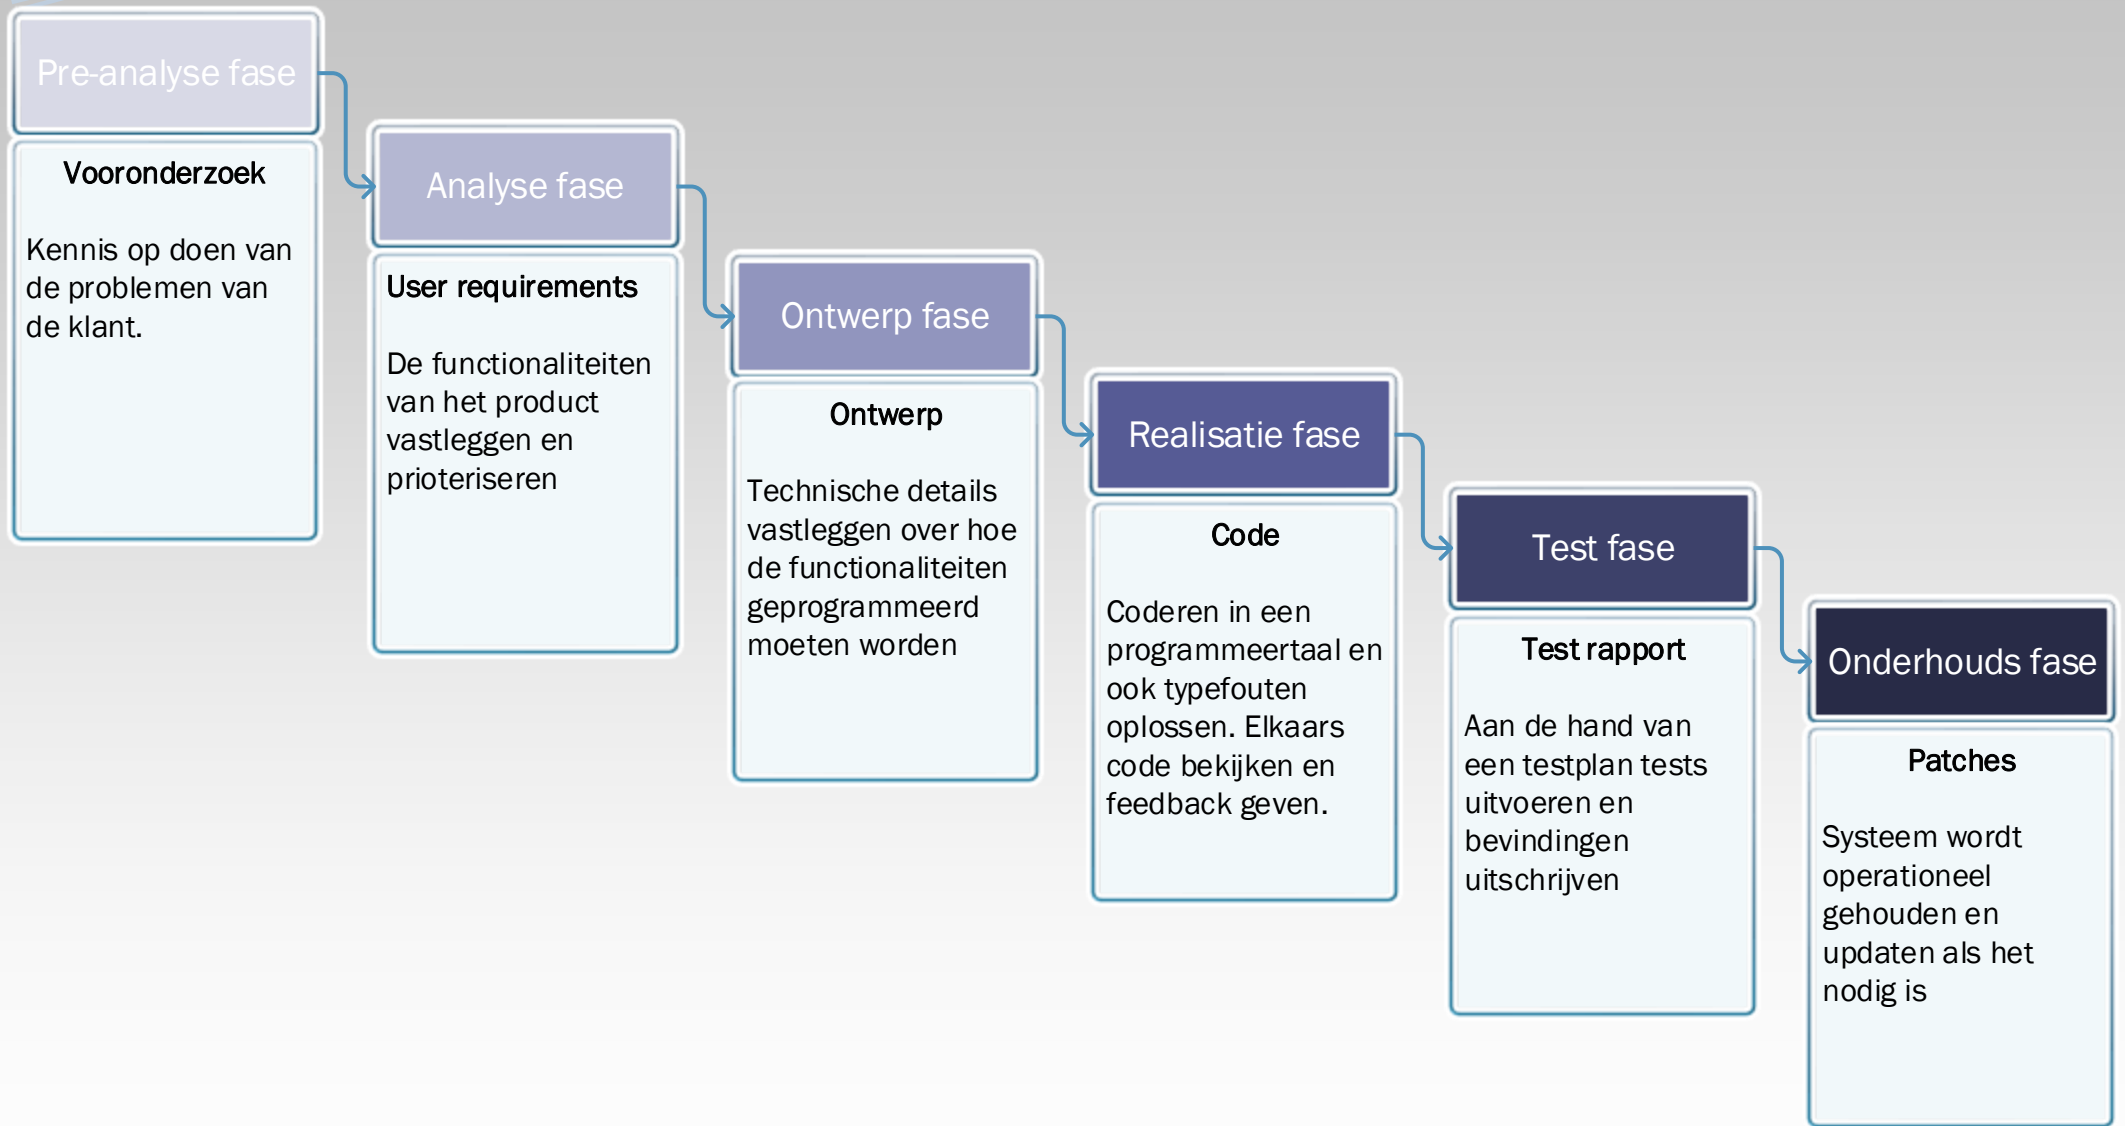 Pre-analyse fase
Vooronderzoek
Kennis op doen van
de problemen van
de klant.
Analyse fase
User requirements
De functionaliteiten
van het product
vastleggen en
prioteriseren
Ontwerp fase
Ontwerp
Technische details
vastleggen over hoe
de functionaliteiten
geprogrammeerd
moeten worden
Realisatie fase
Code
Coderen in een
programmeertaal en
ook typefouten
oplossen. Elkaars
code bekijken en
feedback geven.
Test fase
Test rapport
Aan de hand van
een testplan tests
uitvoeren en
bevindingen
uitschrijven
Onderhouds fase
Patches
Systeem wordt
operationeel
gehouden en
updaten als het
nodig is